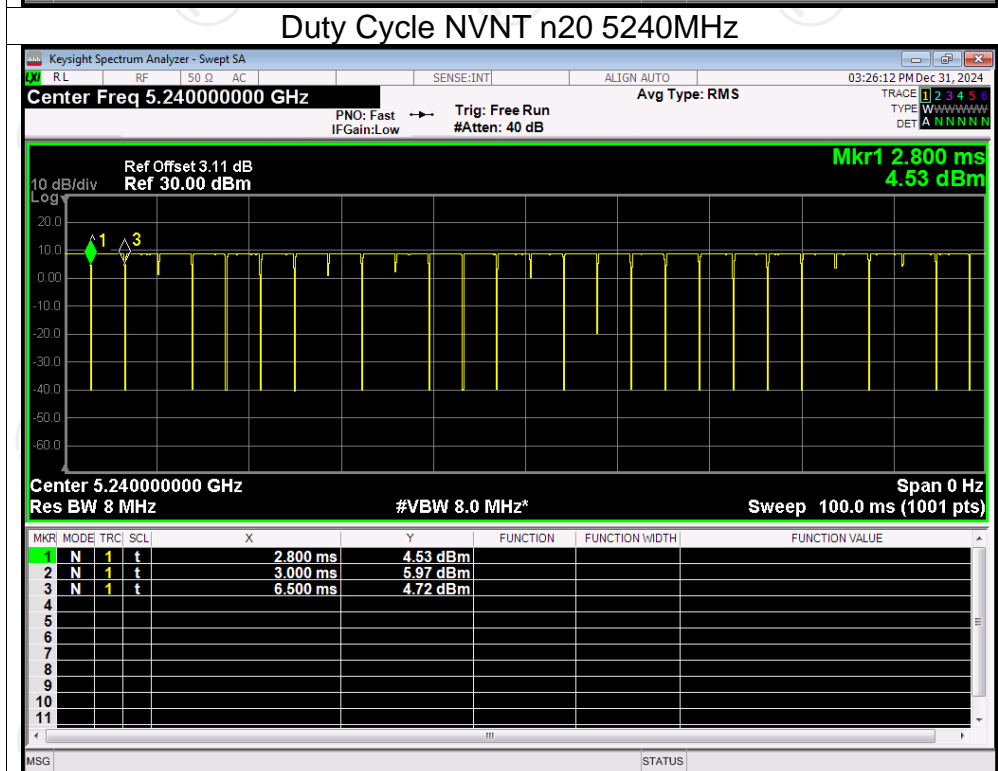 Duty Cycle NVNT n20 5240MHz
Keysight Spectrum Analyzer - Swept SA
LXI RL RF 50 Ω AC SENSE:INT ALIGN AUTO 03:26:12 PM Dec 31, 2024
Center Freq 5.240000000 GHz Avg Type: RMS TRACE 1 2 3 4 5 6
PNO: Fast Trig: Free Run TYPE WWWWWW
IFGain:Low #Atten: 40 dB DET A N N N N N
Mkr1 2.800 ms
4.53 dBm
Ref Offset 3.11 dB
10 dB/div Ref 30.00 dBm
Log
20.0
10.0
0.00
-10.0
-20.0
-30.0
-40.0
-50.0
-60.0
1
3
Center 5.240000000 GHz Span 0 Hz
Res BW 8 MHz #VBW 8.0 MHz* Sweep 100.0 ms (1001 pts)
MKR MODE TRC SCL X Y FUNCTION FUNCTION WIDTH FUNCTION VALUE
1 N 1 t 2.800 ms 4.53 dBm
2 N 1 t 3.000 ms 5.97 dBm
3 N 1 t 6.500 ms 4.72 dBm
4
5
6
7
8
9
10
11
MSG STATUS